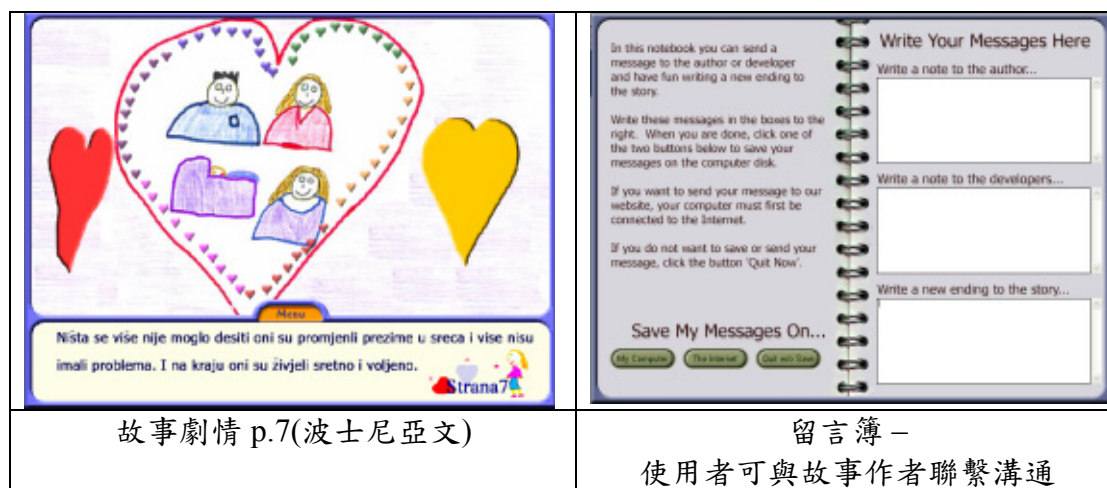 Menu
Ništa se više nije moglo desiti oni su promjenli prezime u sreca i vise nisu
imali problema. I na kraju oni su živjeli sretno i voljeno.
Strana7
故事劇情 p.7(波士尼亞文)
In this notebook you can send a
message to the author or developer
and have fun writing a new ending to
the story.
Write these messages in the boxes to the
right. When you are done, click one of
the two buttons below to save your
messages on the computer disk.
If you want to send your message to our
website, your computer must first be
connected to the Internet.
If you do not want to save or send your
message, click the button 'Quit Now'.
Save My Messages On...
My Computer
The Internet
Quit w/o Save
Write Your Messages Here
Write a note to the author...
Write a note to the developers...
Write a new ending to the story...
留言簿 –
使用者可與故事作者聯繫溝通